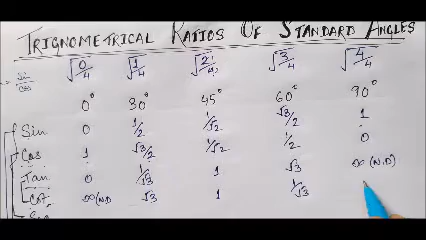 TRIGNOMETRICAL RATIOS OF STANDARD ANGLES
Sin/Cos √0/4 √1/4 √2/4 √3/4 √4/4
0° 30° 45° 60° 90°
Sin 0 1/2 1/√2 √3/2 1
Cos 1 √3/2 1/√2 1/2 0
Tan 0 1/√3 1 √3 ∞(N.D)
Cot ∞(N.D √3 1 1/√3